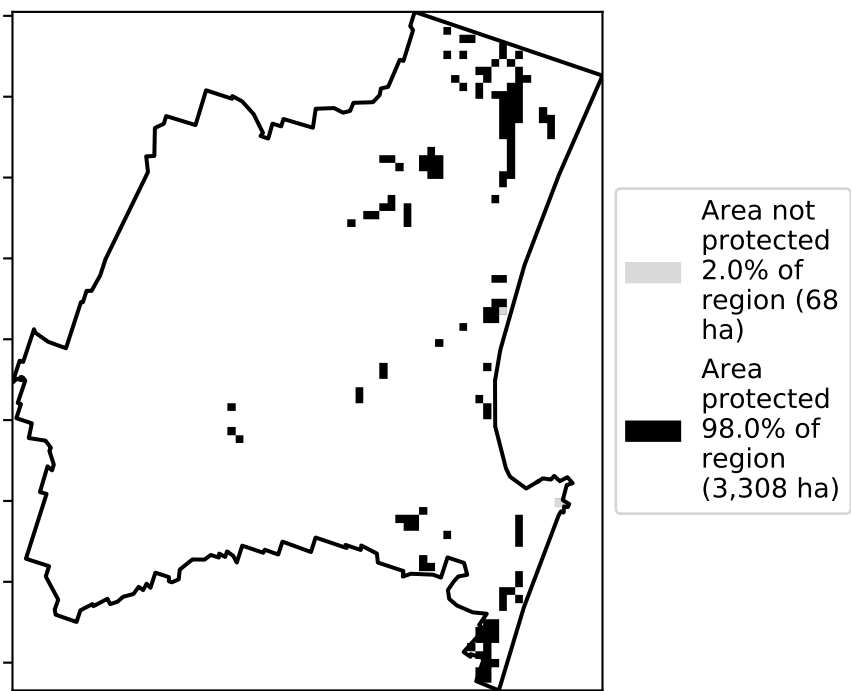 Area not
protected
2.0% of
region (68
ha)
Area
protected
98.0% of
region
(3,308 ha)